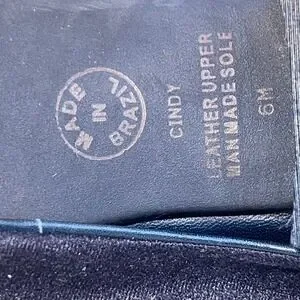 MADE
IN
BRAZIL
CINDY
LEATHER UPPER
MAN MADE SOLE
6M